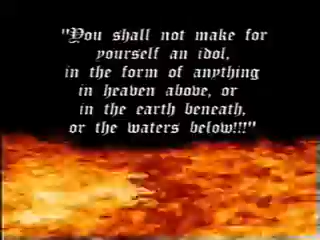 "You shall not make for
yourself an idol,
in the form of anything
in heaven above, or
in the earth beneath,
or the waters below!!!"